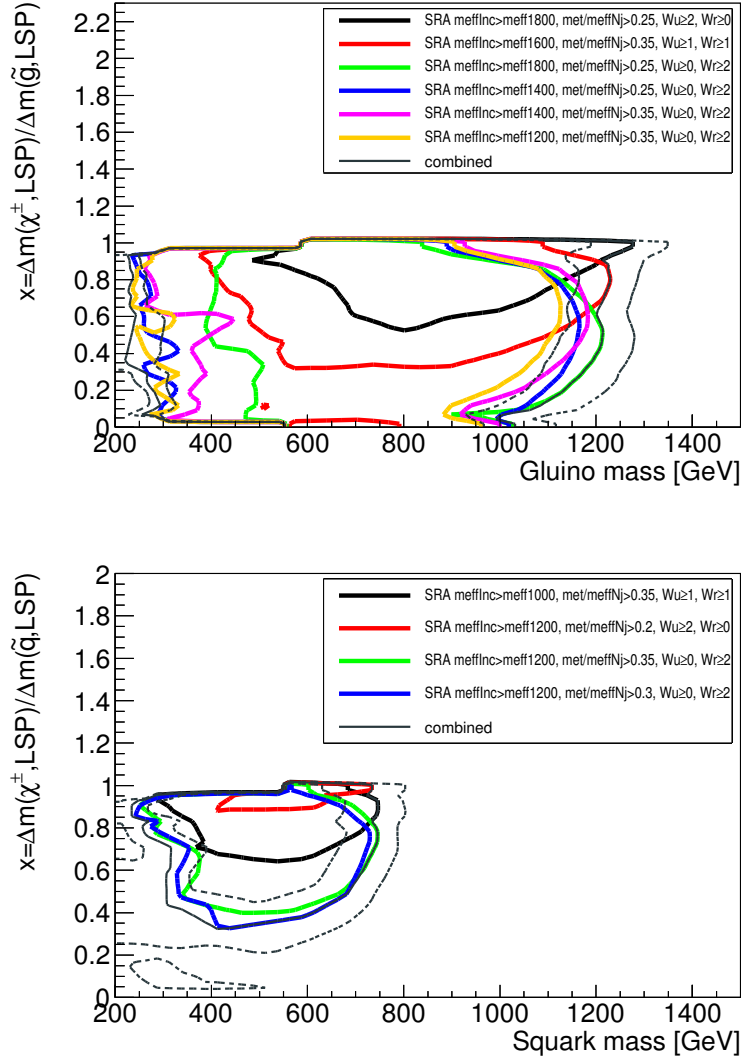 x=Δm(χ±,LSP)/Δm(g̃,LSP)
2.2
2
1.8
1.6
1.4
1.2
1
0.8
0.6
0.4
0.2
0
SRA meffInc>meff1800, met/meffNj>0.25, Wu≥2, Wr≥0
SRA meffInc>meff1600, met/meffNj>0.35, Wu≥1, Wr≥1
SRA meffInc>meff1800, met/meffNj>0.25, Wu≥0, Wr≥2
SRA meffInc>meff1400, met/meffNj>0.25, Wu≥0, Wr≥2
SRA meffInc>meff1400, met/meffNj>0.35, Wu≥0, Wr≥2
SRA meffInc>meff1200, met/meffNj>0.35, Wu≥0, Wr≥2
combined
200 400 600 800 1000 1200 1400
Gluino mass [GeV]
x=Δm(χ±,LSP)/Δm(q̃,LSP)
2
1.8
1.6
1.4
1.2
1
0.8
0.6
0.4
0.2
0
SRA meffInc>meff1000, met/meffNj>0.35, Wu≥1, Wr≥1
SRA meffInc>meff1200, met/meffNj>0.2, Wu≥2, Wr≥0
SRA meffInc>meff1200, met/meffNj>0.35, Wu≥0, Wr≥2
SRA meffInc>meff1200, met/meffNj>0.3, Wu≥0, Wr≥2
combined
200 400 600 800 1000 1200 1400
Squark mass [GeV]